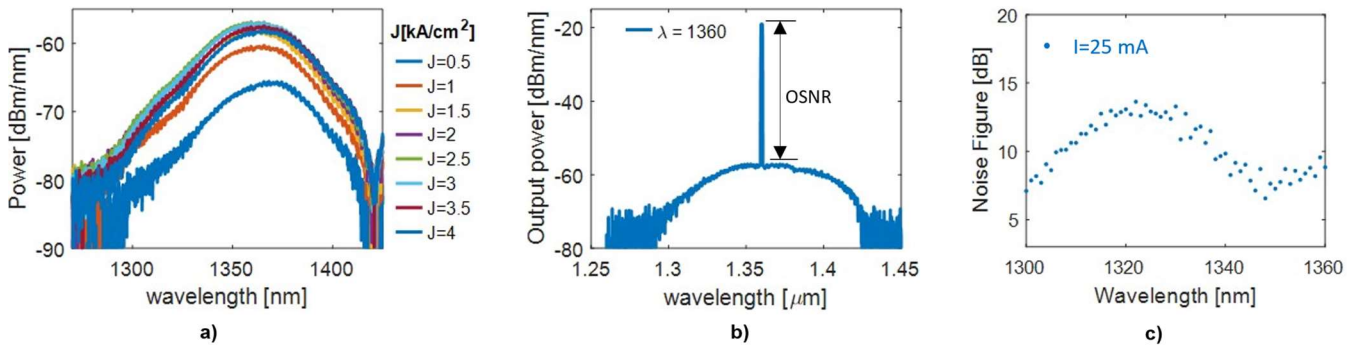 Power [dBm/nm]
-60
-70
-80
-90
1300
1350
1400
wavelength [nm]
J[kA/cm²]
J=0.5
J=1
J=1.5
J=2
J=2.5
J=3
J=3.5
J=4
a)
Output power [dBm/nm]
-20
-40
-60
-80
1.25
1.3
1.35
1.4
1.45
wavelength [μm]
λ = 1360
OSNR
b)
Noise Figure [dB]
20
15
10
5
1300
1320
1340
1360
Wavelength [nm]
I=25 mA
c)